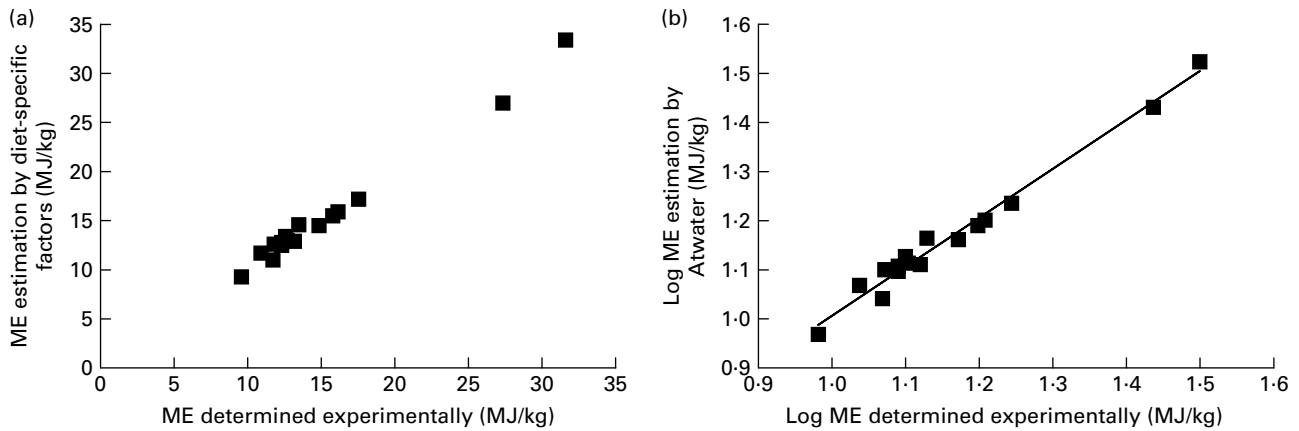 (a)
ME estimation by diet-specific
factors (MJ/kg)
35
30
25
20
15
10
5
0
0 5 10 15 20 25 30 35
ME determined experimentally (MJ/kg)
(b)
Log ME estimation by
Atwater (MJ/kg)
1·6
1·5
1·4
1·3
1·2
1·1
1·0
0·9
0·9 1·0 1·1 1·2 1·3 1·4 1·5 1·6
Log ME determined experimentally (MJ/kg)